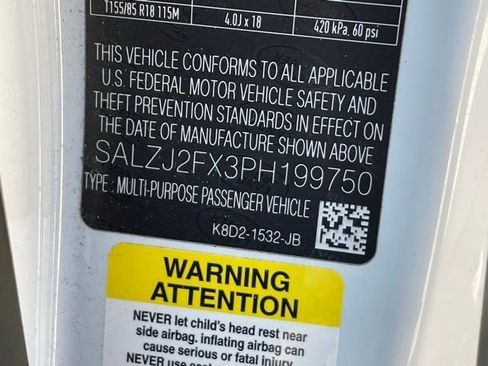 T155/85 R18 115M 4.0J x 18 420 kPa, 60 psi
THIS VEHICLE CONFORMS TO ALL APPLICABLE
U.S. FEDERAL MOTOR VEHICLE SAFETY AND
THEFT PREVENTION STANDARDS IN EFFECT ON
THE DATE OF MANUFACTURE SHOWN ABOVE
SALZJ2FX3PH199750
TYPE : MULTI-PURPOSE PASSENGER VEHICLE
K8D2-1532-JB
WARNING
ATTENTION
NEVER let child's head rest near
side airbag. inflating airbag can
cause serious or fatal injury
NEVER use